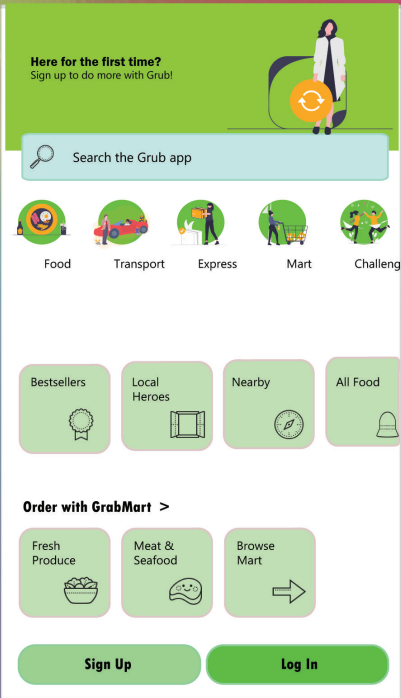 Here for the first time?
Sign up to do more with Grub!
Search the Grub app
Food Transport Express Mart Challeng
Bestsellers Local Heroes Nearby All Food
Order with GrabMart >
Fresh Produce Meat & Seafood Browse Mart
Sign Up Log In